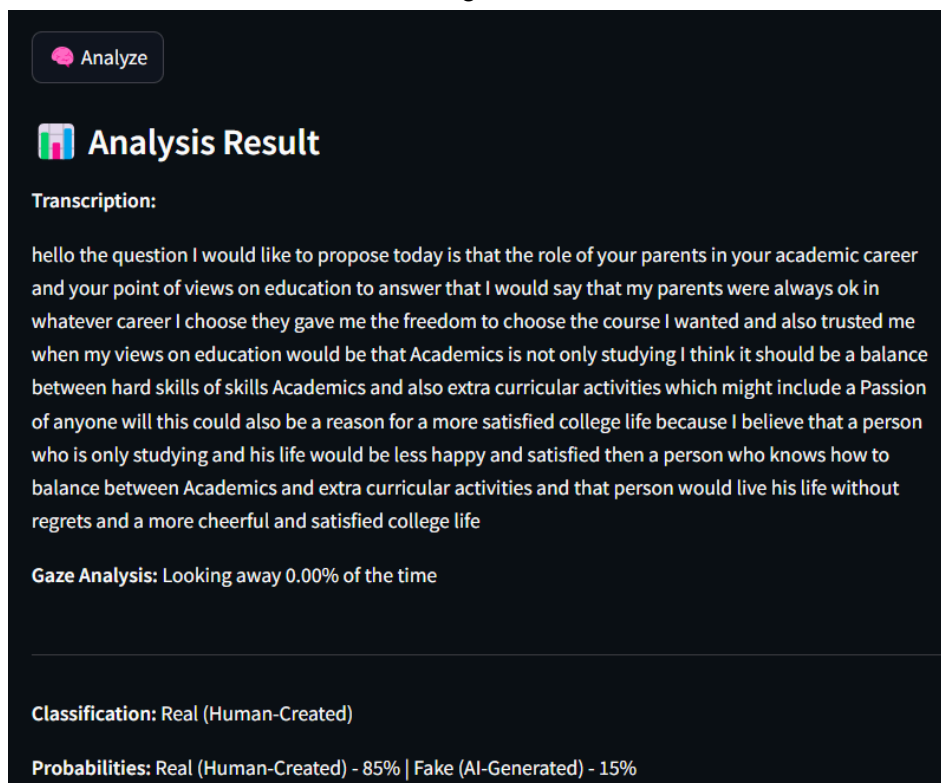 Analyze
Analysis Result
Transcription:
hello the question I would like to propose today is that the role of your parents in your academic career
and your point of views on education to answer that I would say that my parents were always ok in
whatever career I choose they gave me the freedom to choose the course I wanted and also trusted me
when my views on education would be that Academics is not only studying I think it should be a balance
between hard skills of skills Academics and also extra curricular activities which might include a Passion
of anyone will this could also be a reason for a more satisfied college life because I believe that a person
who is only studying and his life would be less happy and satisfied then a person who knows how to
balance between Academics and extra curricular activities and that person would live his life without
regrets and a more cheerful and satisfied college life
Gaze Analysis: Looking away 0.00% of the time
Classification: Real (Human-Created)
Probabilities: Real (Human-Created) - 85% | Fake (AI-Generated) - 15%